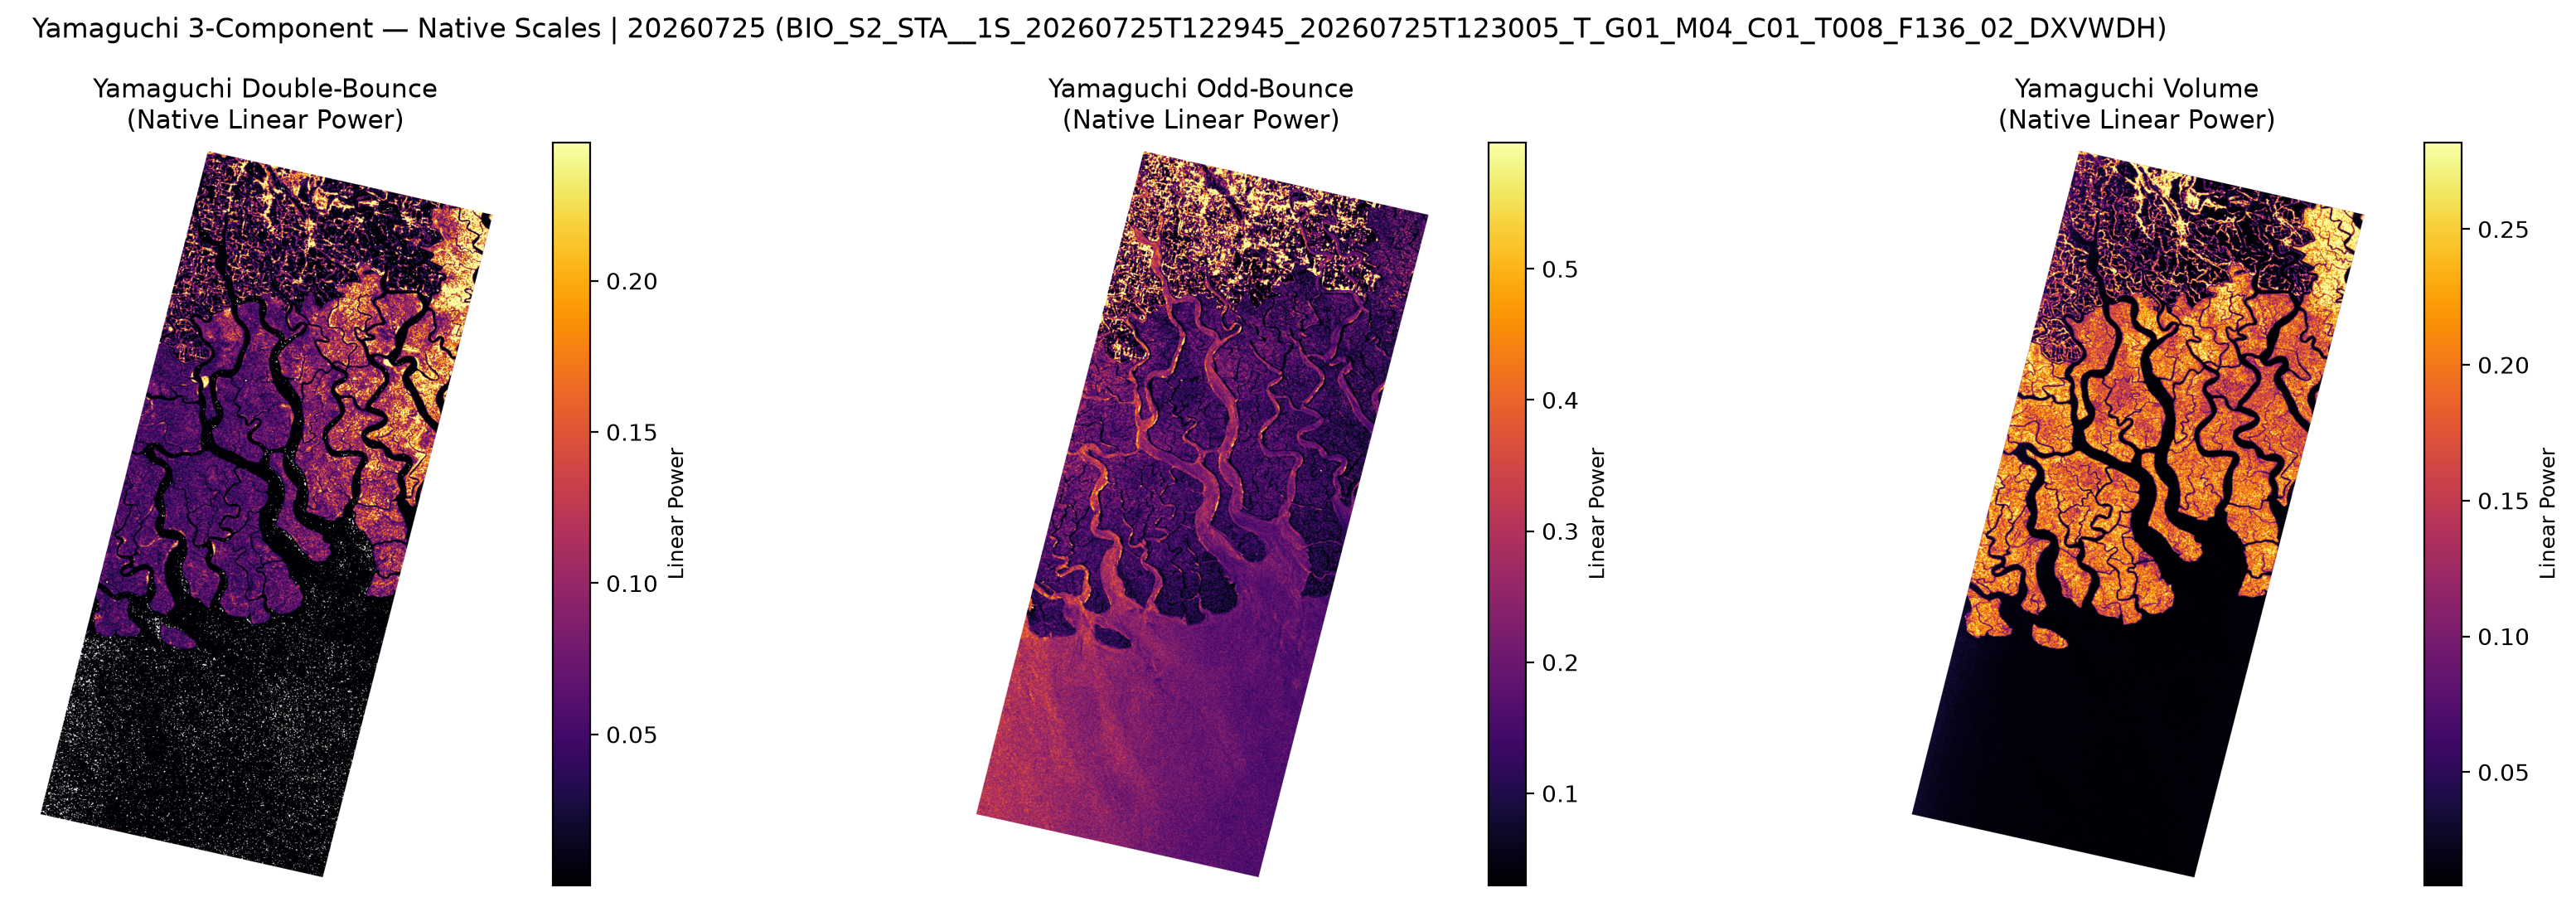 Yamaguchi 3-Component — Native Scales | 20260725 (BIO_S2_STA__1S_20260725T122945_20260725T123005_T_G01_M04_C01_T008_F136_02_DXVWDH)
Yamaguchi Double-Bounce
(Native Linear Power)
0.20
0.15
0.10
0.05
Linear Power
Yamaguchi Odd-Bounce
(Native Linear Power)
0.5
0.4
0.3
0.2
0.1
Linear Power
Yamaguchi Volume
(Native Linear Power)
0.25
0.20
0.15
0.10
0.05
Linear Power